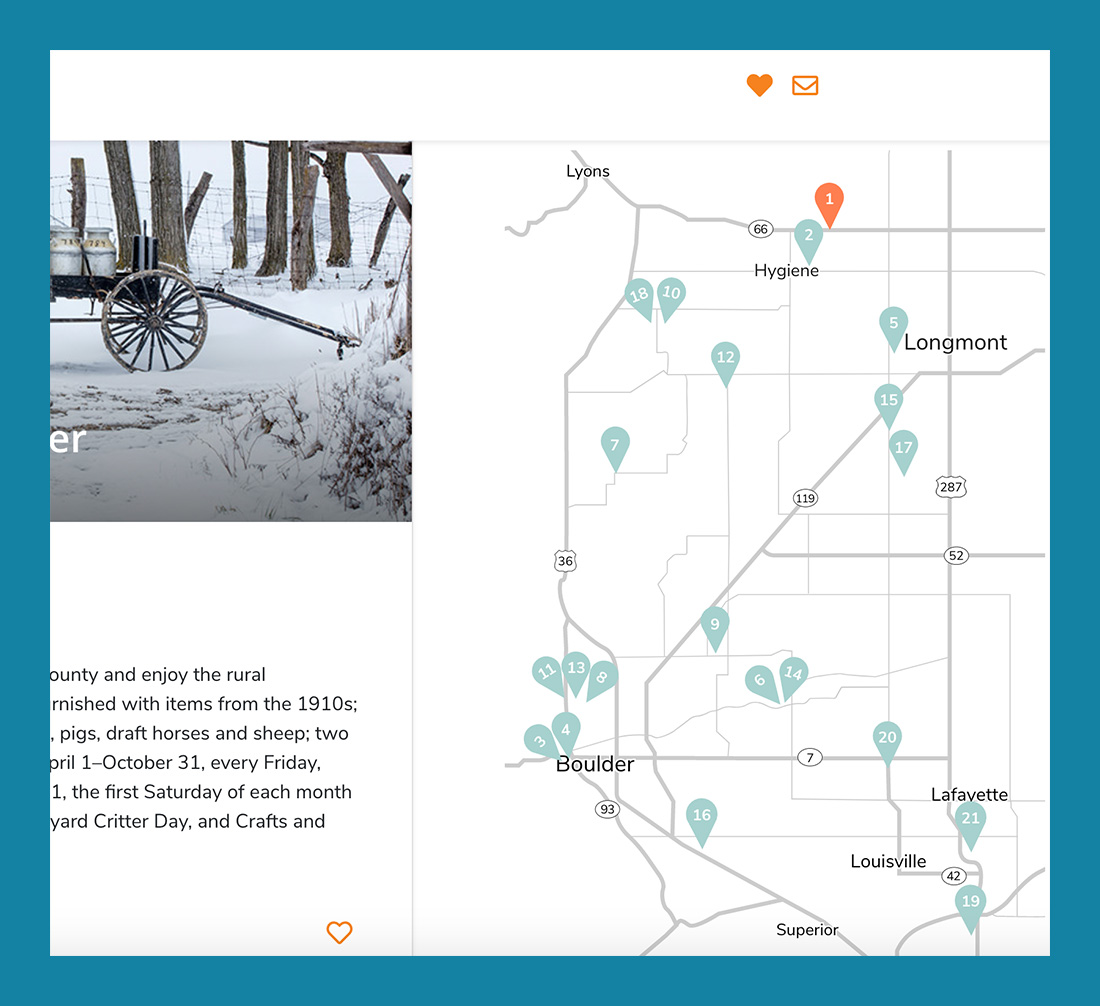 er
ounty and enjoy the rural
rnished with items from the 1910s;
, pigs, draft horses and sheep; two
pril 1–October 31, every Friday,
1, the first Saturday of each month
yard Critter Day, and Crafts and
Lyons
1
66
2
Hygiene
18
10
5
Longmont
12
15
7
17
287
119
52
36
9
11
13
8
6
14
4
3
20
Boulder
7
Lafayette
93
16
21
Louisville
42
19
Superior